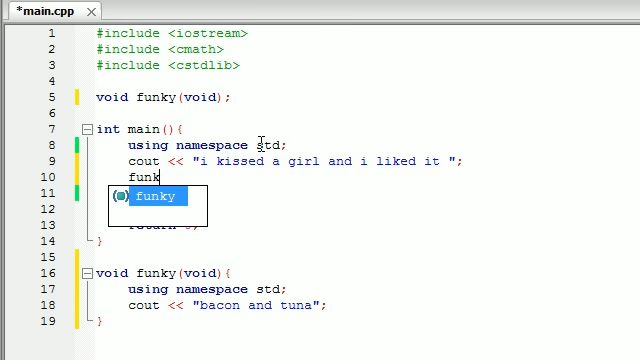 *main.cpp
1 #include <iostream>
2 #include <cmath>
3 #include <cstdlib>
4
5 void funky(void);
6
7 int main(){
8 using namespace std;
9 cout << "i kissed a girl and i liked it ";
10 funk
11 funky
12
13 return
14 }
15
16 void funky(void){
17 using namespace std;
18 cout << "bacon and tuna";
19 }